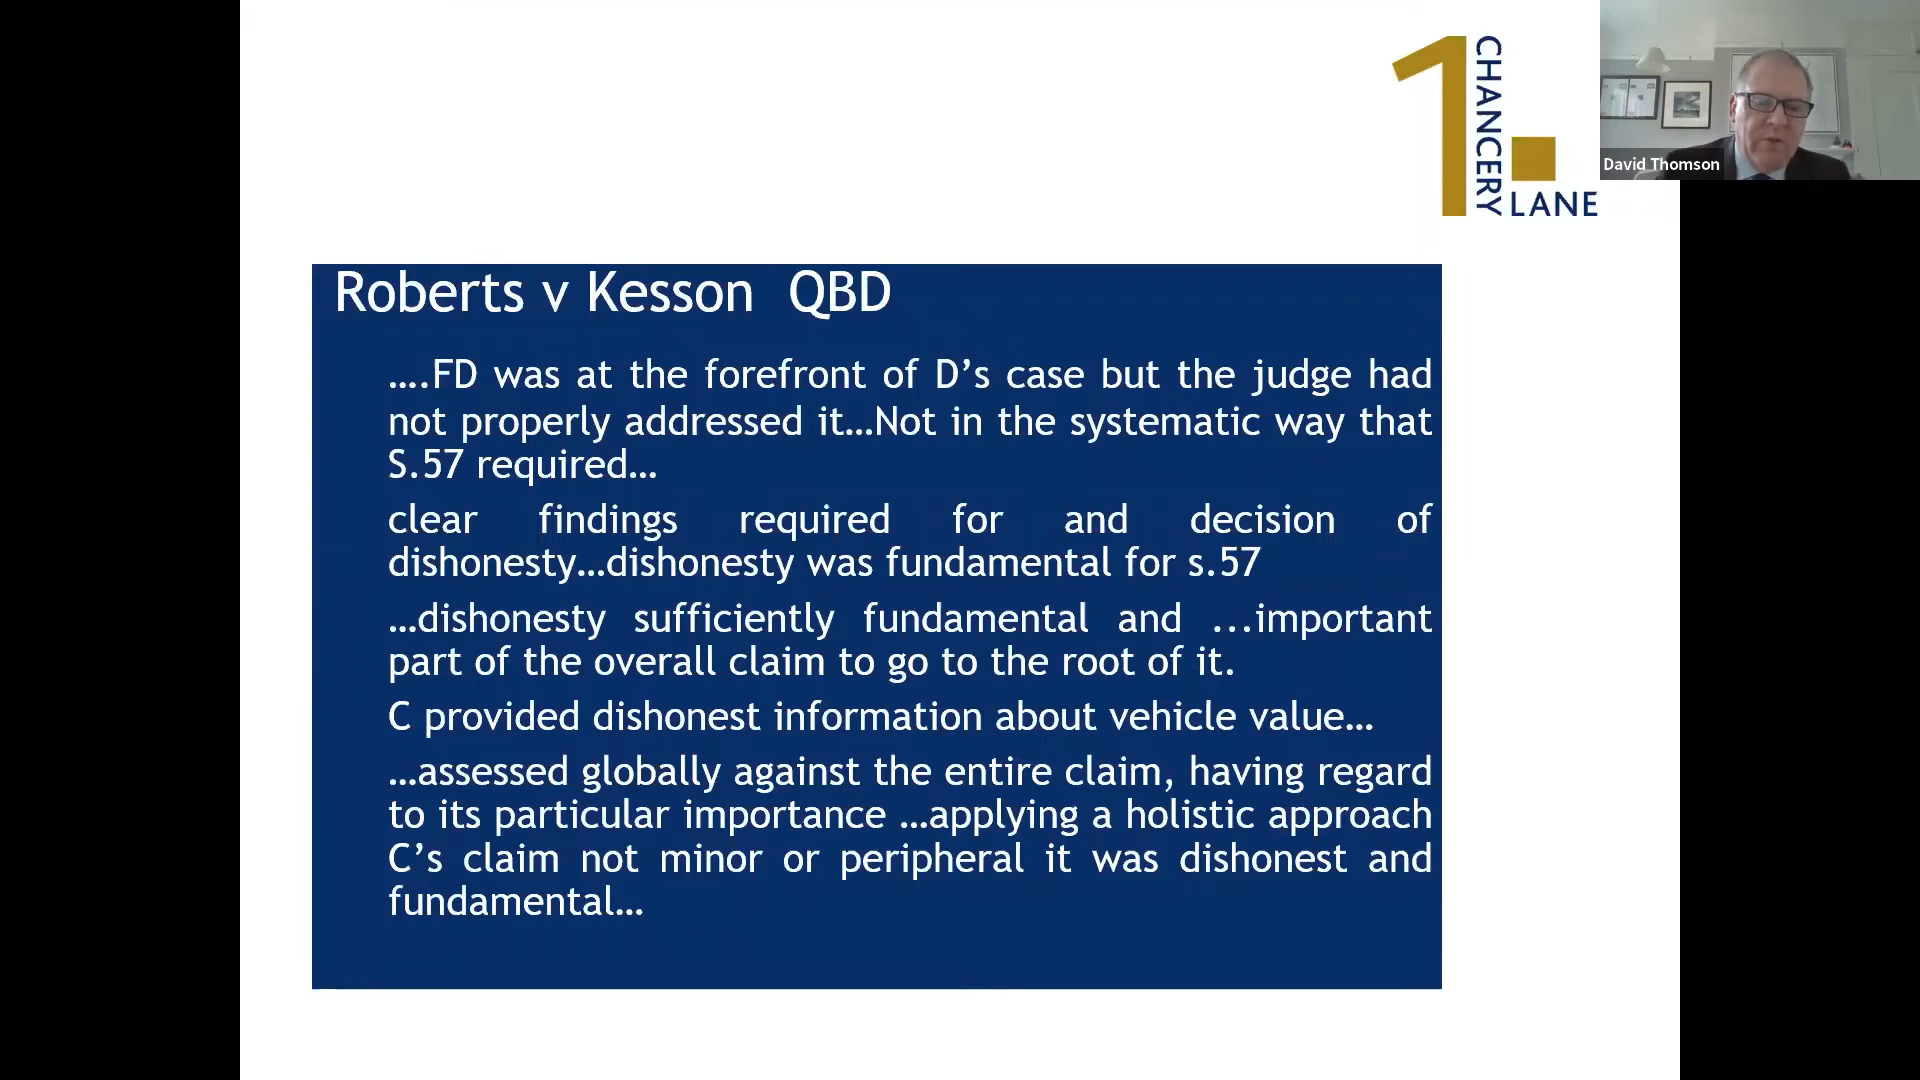 1 CHANCERY LANE
David Thomson
Roberts v Kesson QBD
….FD was at the forefront of D’s case but the judge had
not properly addressed it…Not in the systematic way that
S.57 required…
clear findings required for and decision of
dishonesty…dishonesty was fundamental for s.57
…dishonesty sufficiently fundamental and ...important
part of the overall claim to go to the root of it.
C provided dishonest information about vehicle value…
…assessed globally against the entire claim, having regard
to its particular importance …applying a holistic approach
C’s claim not minor or peripheral it was dishonest and
fundamental…